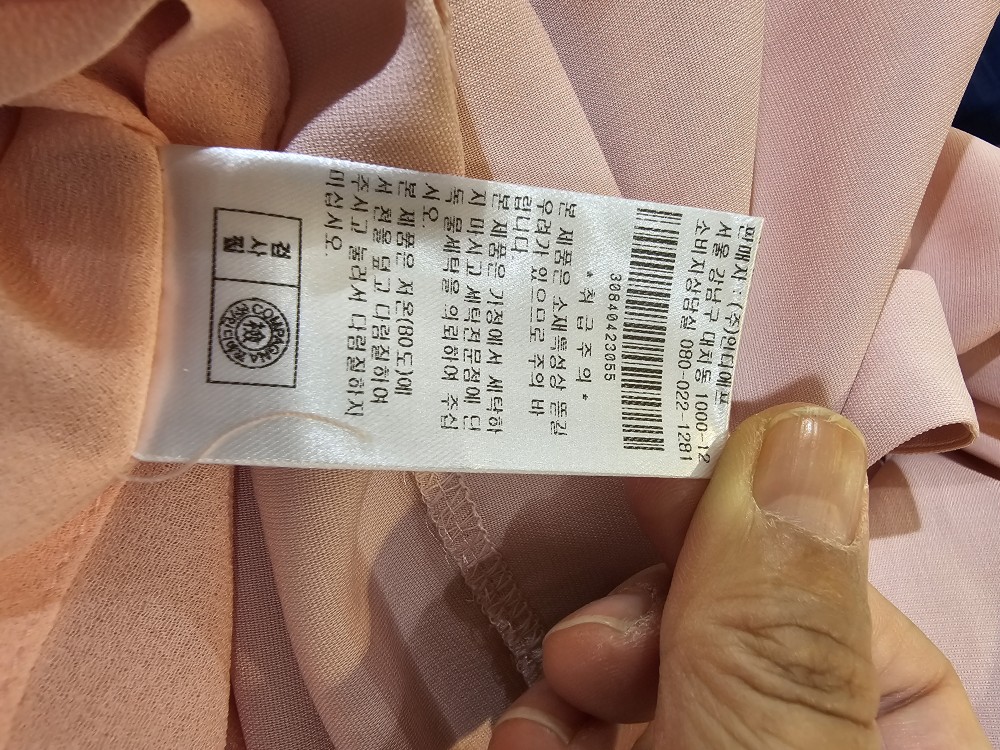 판매자 : (주)인디에프
서울 강남구 대치동 1000-12
소비자상담실 080-022-1281
30840423055
*취급주의*
본 제품은 소재특성상 뜯길
우려가 있으므로 주의 바
랍니다.
본 제품은 가정에서 세탁하
지 마시고 세탁전문점에 단
독 물세탁을 의뢰하여 주십
시오.
본 제품은 저온(80도)에
서 천을 덮고 다림질하여
주시고 눌러서 다림질하지
마십시오.
검사필
COMPAGNA
檢